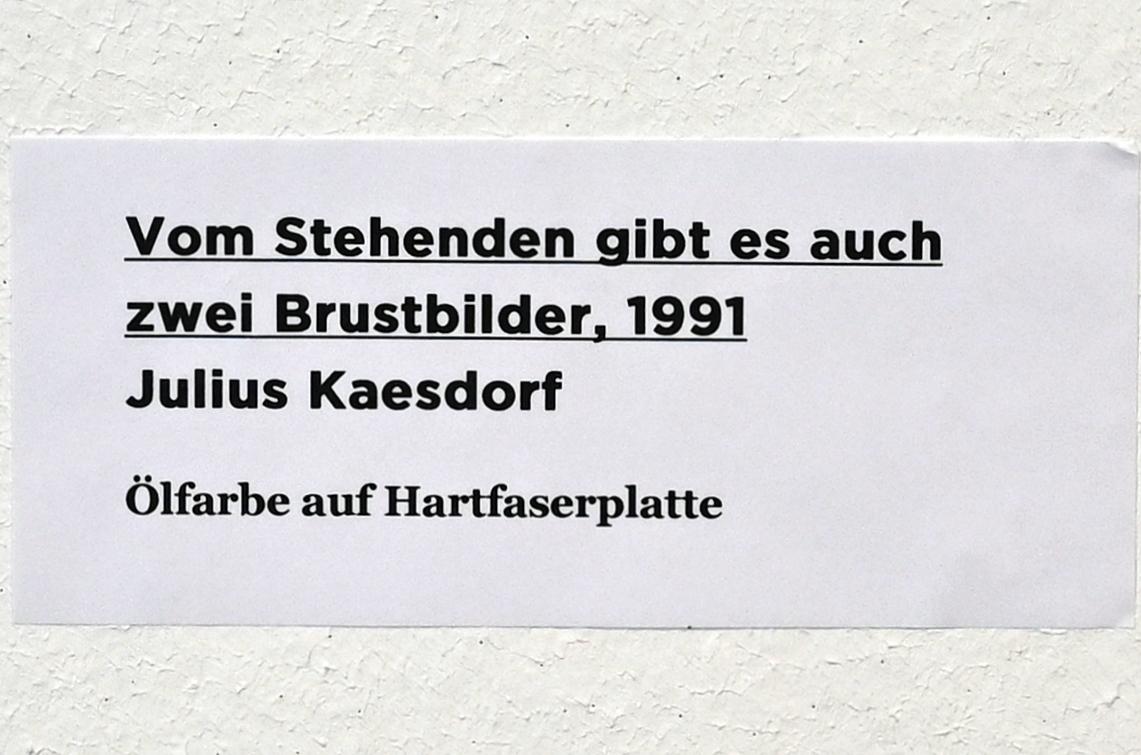 Vom Stehenden gibt es auch
zwei Brustbilder, 1991
Julius Kaesdorf
Ölfarbe auf Hartfaserplatte